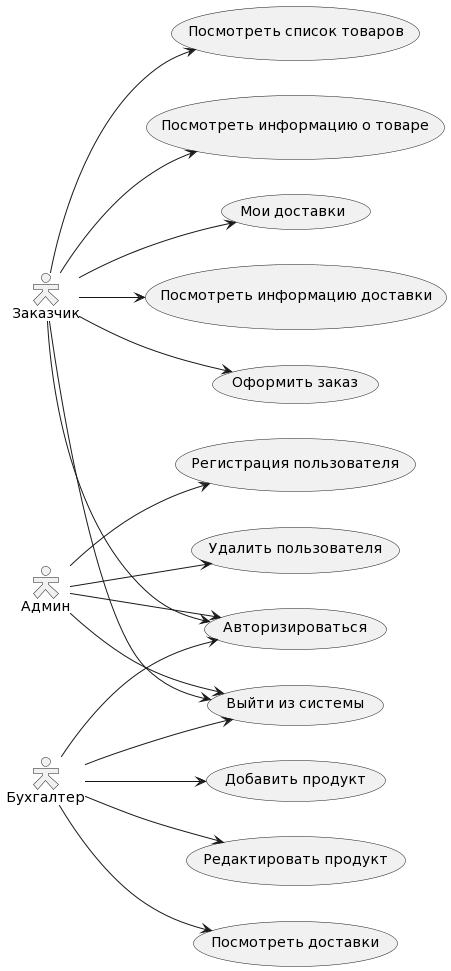 Посмотреть список товаров
Посмотреть информацию о товаре
Мои доставки
Посмотреть информацию доставки
Заказчик
Оформить заказ
Регистрация пользователя
Удалить пользователя
Админ
Авторизироваться
Выйти из системы
Добавить продукт
Бухгалтер
Редактировать продукт
Посмотреть доставки